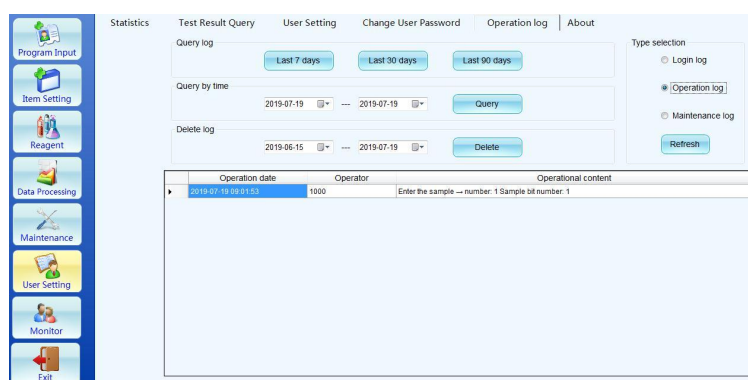 Statistics Test Result Query User Setting Change User Password Operation log About
Program Input
Item Setting
Reagent
Data Processing
Maintenance
User Setting
Monitor
Exit
Query log
Last 7 days Last 30 days Last 90 days
Query by time
2019-07-19 --- 2019-07-19 Query
Delete log
2019-06-15 --- 2019-07-19 Delete
Type selection
Login log
Operation log
Maintenance log
Refresh
Operation date Operator Operational content
2019-07-19 09:01:53 1000 Enter the sample → number: 1 Sample bit number: 1